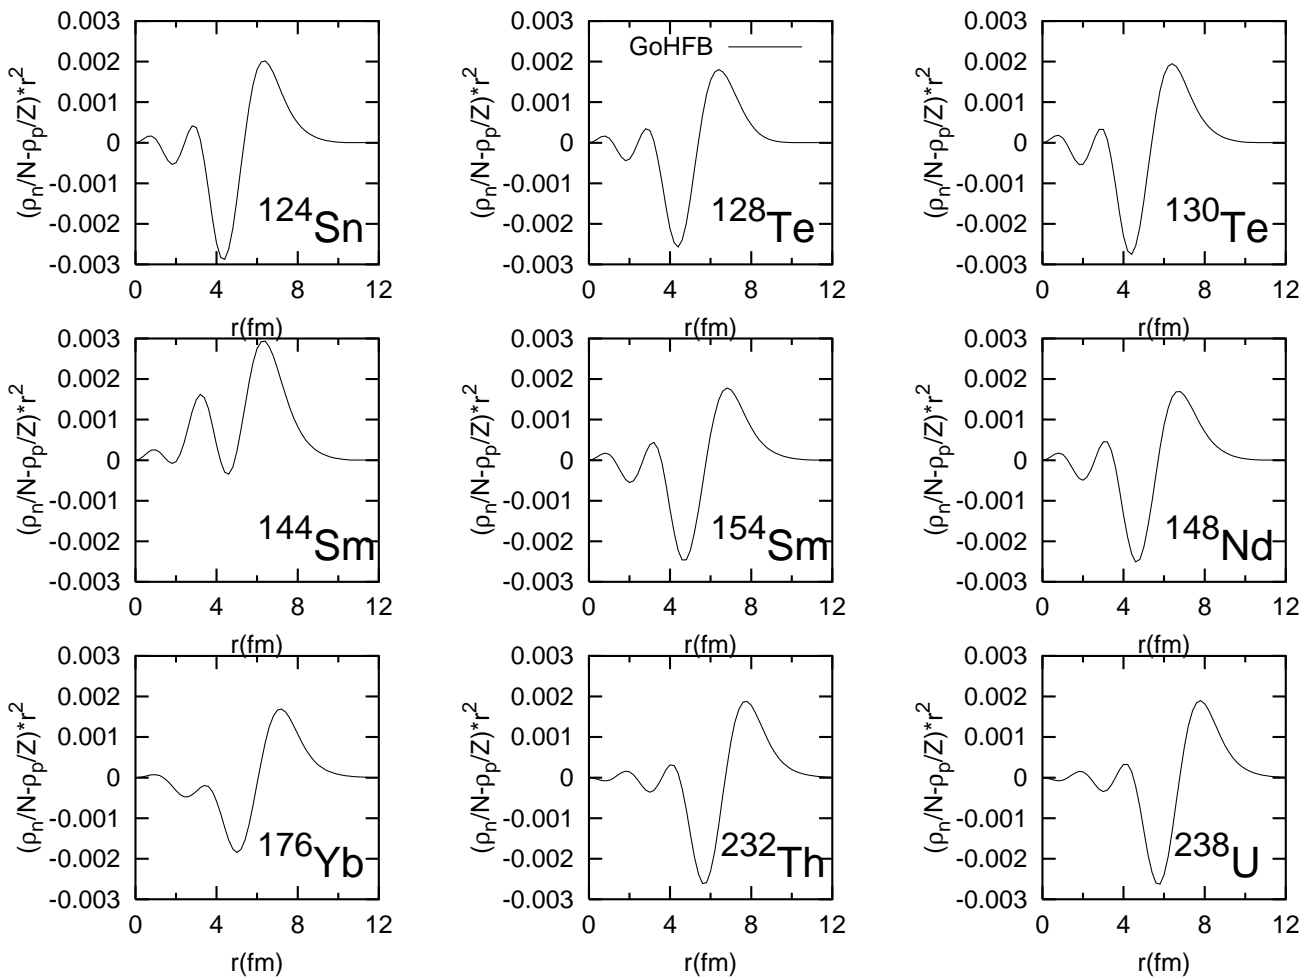 0.003
0.002
0.001
0
-0.001
-0.002
-0.003
(ρn/N-ρp/Z)*r2
124Sn
0 4 8 12
r(fm)
0.003
0.002
0.001
0
-0.001
-0.002
-0.003
(ρn/N-ρp/Z)*r2
GoHFB
128Te
0 4 8 12
r(fm)
0.003
0.002
0.001
0
-0.001
-0.002
-0.003
(ρn/N-ρp/Z)*r2
130Te
0 4 8 12
r(fm)
0.003
0.002
0.001
0
-0.001
-0.002
-0.003
(ρn/N-ρp/Z)*r2
144Sm
0 4 8 12
r(fm)
0.003
0.002
0.001
0
-0.001
-0.002
-0.003
(ρn/N-ρp/Z)*r2
154Sm
0 4 8 12
r(fm)
0.003
0.002
0.001
0
-0.001
-0.002
-0.003
(ρn/N-ρp/Z)*r2
148Nd
0 4 8 12
r(fm)
0.003
0.002
0.001
0
-0.001
-0.002
-0.003
(ρn/N-ρp/Z)*r2
176Yb
0 4 8 12
r(fm)
0.003
0.002
0.001
0
-0.001
-0.002
-0.003
(ρn/N-ρp/Z)*r2
232Th
0 4 8 12
r(fm)
0.003
0.002
0.001
0
-0.001
-0.002
-0.003
(ρn/N-ρp/Z)*r2
238U
0 4 8 12
r(fm)